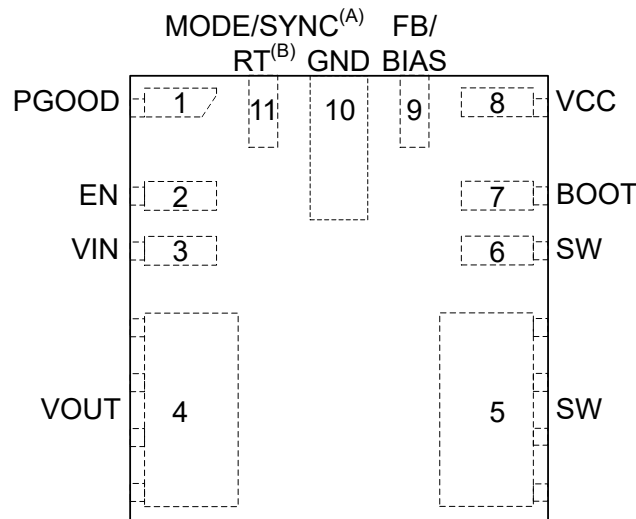 MODE/SYNC(A) FB/
RT(B) GND BIAS
PGOOD 1 11 10 9 8 VCC
EN 2 7 BOOT
VIN 3 6 SW
VOUT 4 5 SW